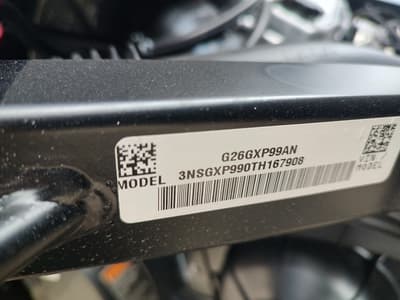 G26GXP99AN
3NSGXP990TH167908
MODEL
VIN /
MODEL